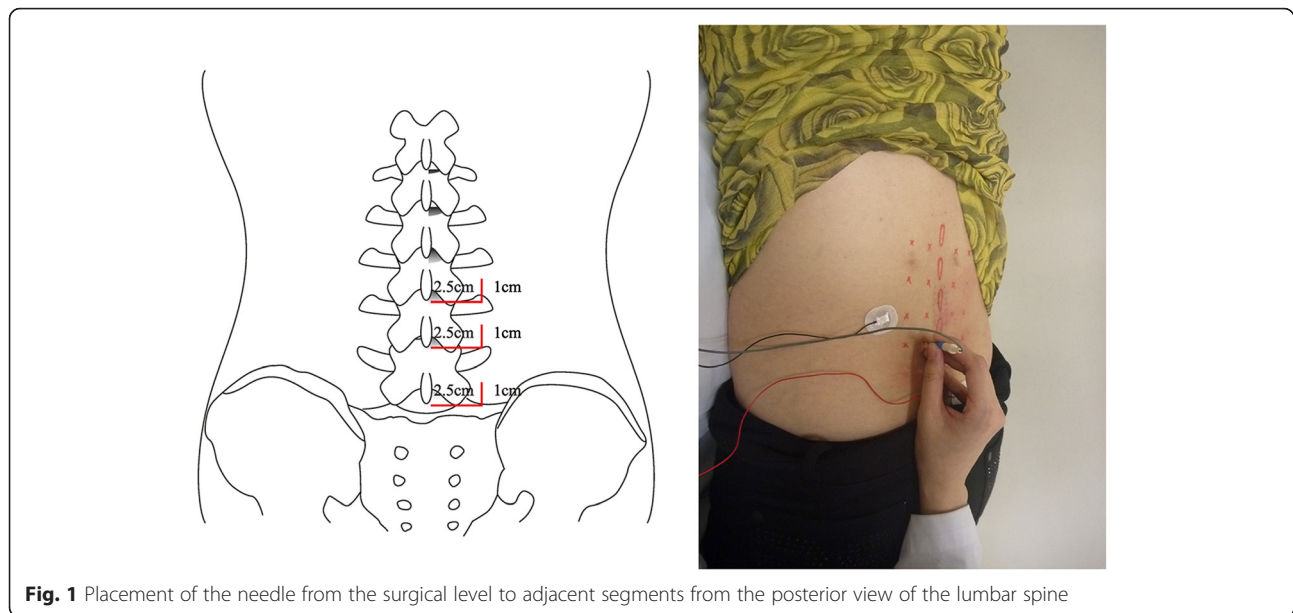 2.5cm 1cm
2.5cm 1cm
2.5cm 1cm
Fig. 1 Placement of the needle from the surgical level to adjacent segments from the posterior view of the lumbar spine